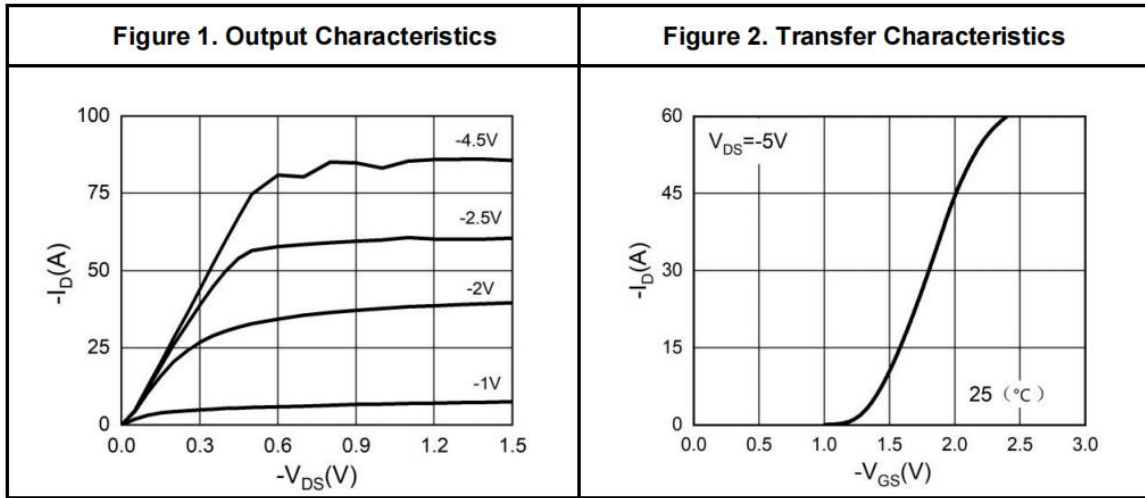 Figure 1. Output Characteristics
100
75
50
25
0
-I_D(A)
-4.5V
-2.5V
-2V
-1V
0.0 0.3 0.6 0.9 1.2 1.5
-V_DS(V)
Figure 2. Transfer Characteristics
60
45
30
15
0
-I_D(A)
V_DS=-5V
25（℃）
0.0 0.5 1.0 1.5 2.0 2.5 3.0
-V_GS(V)